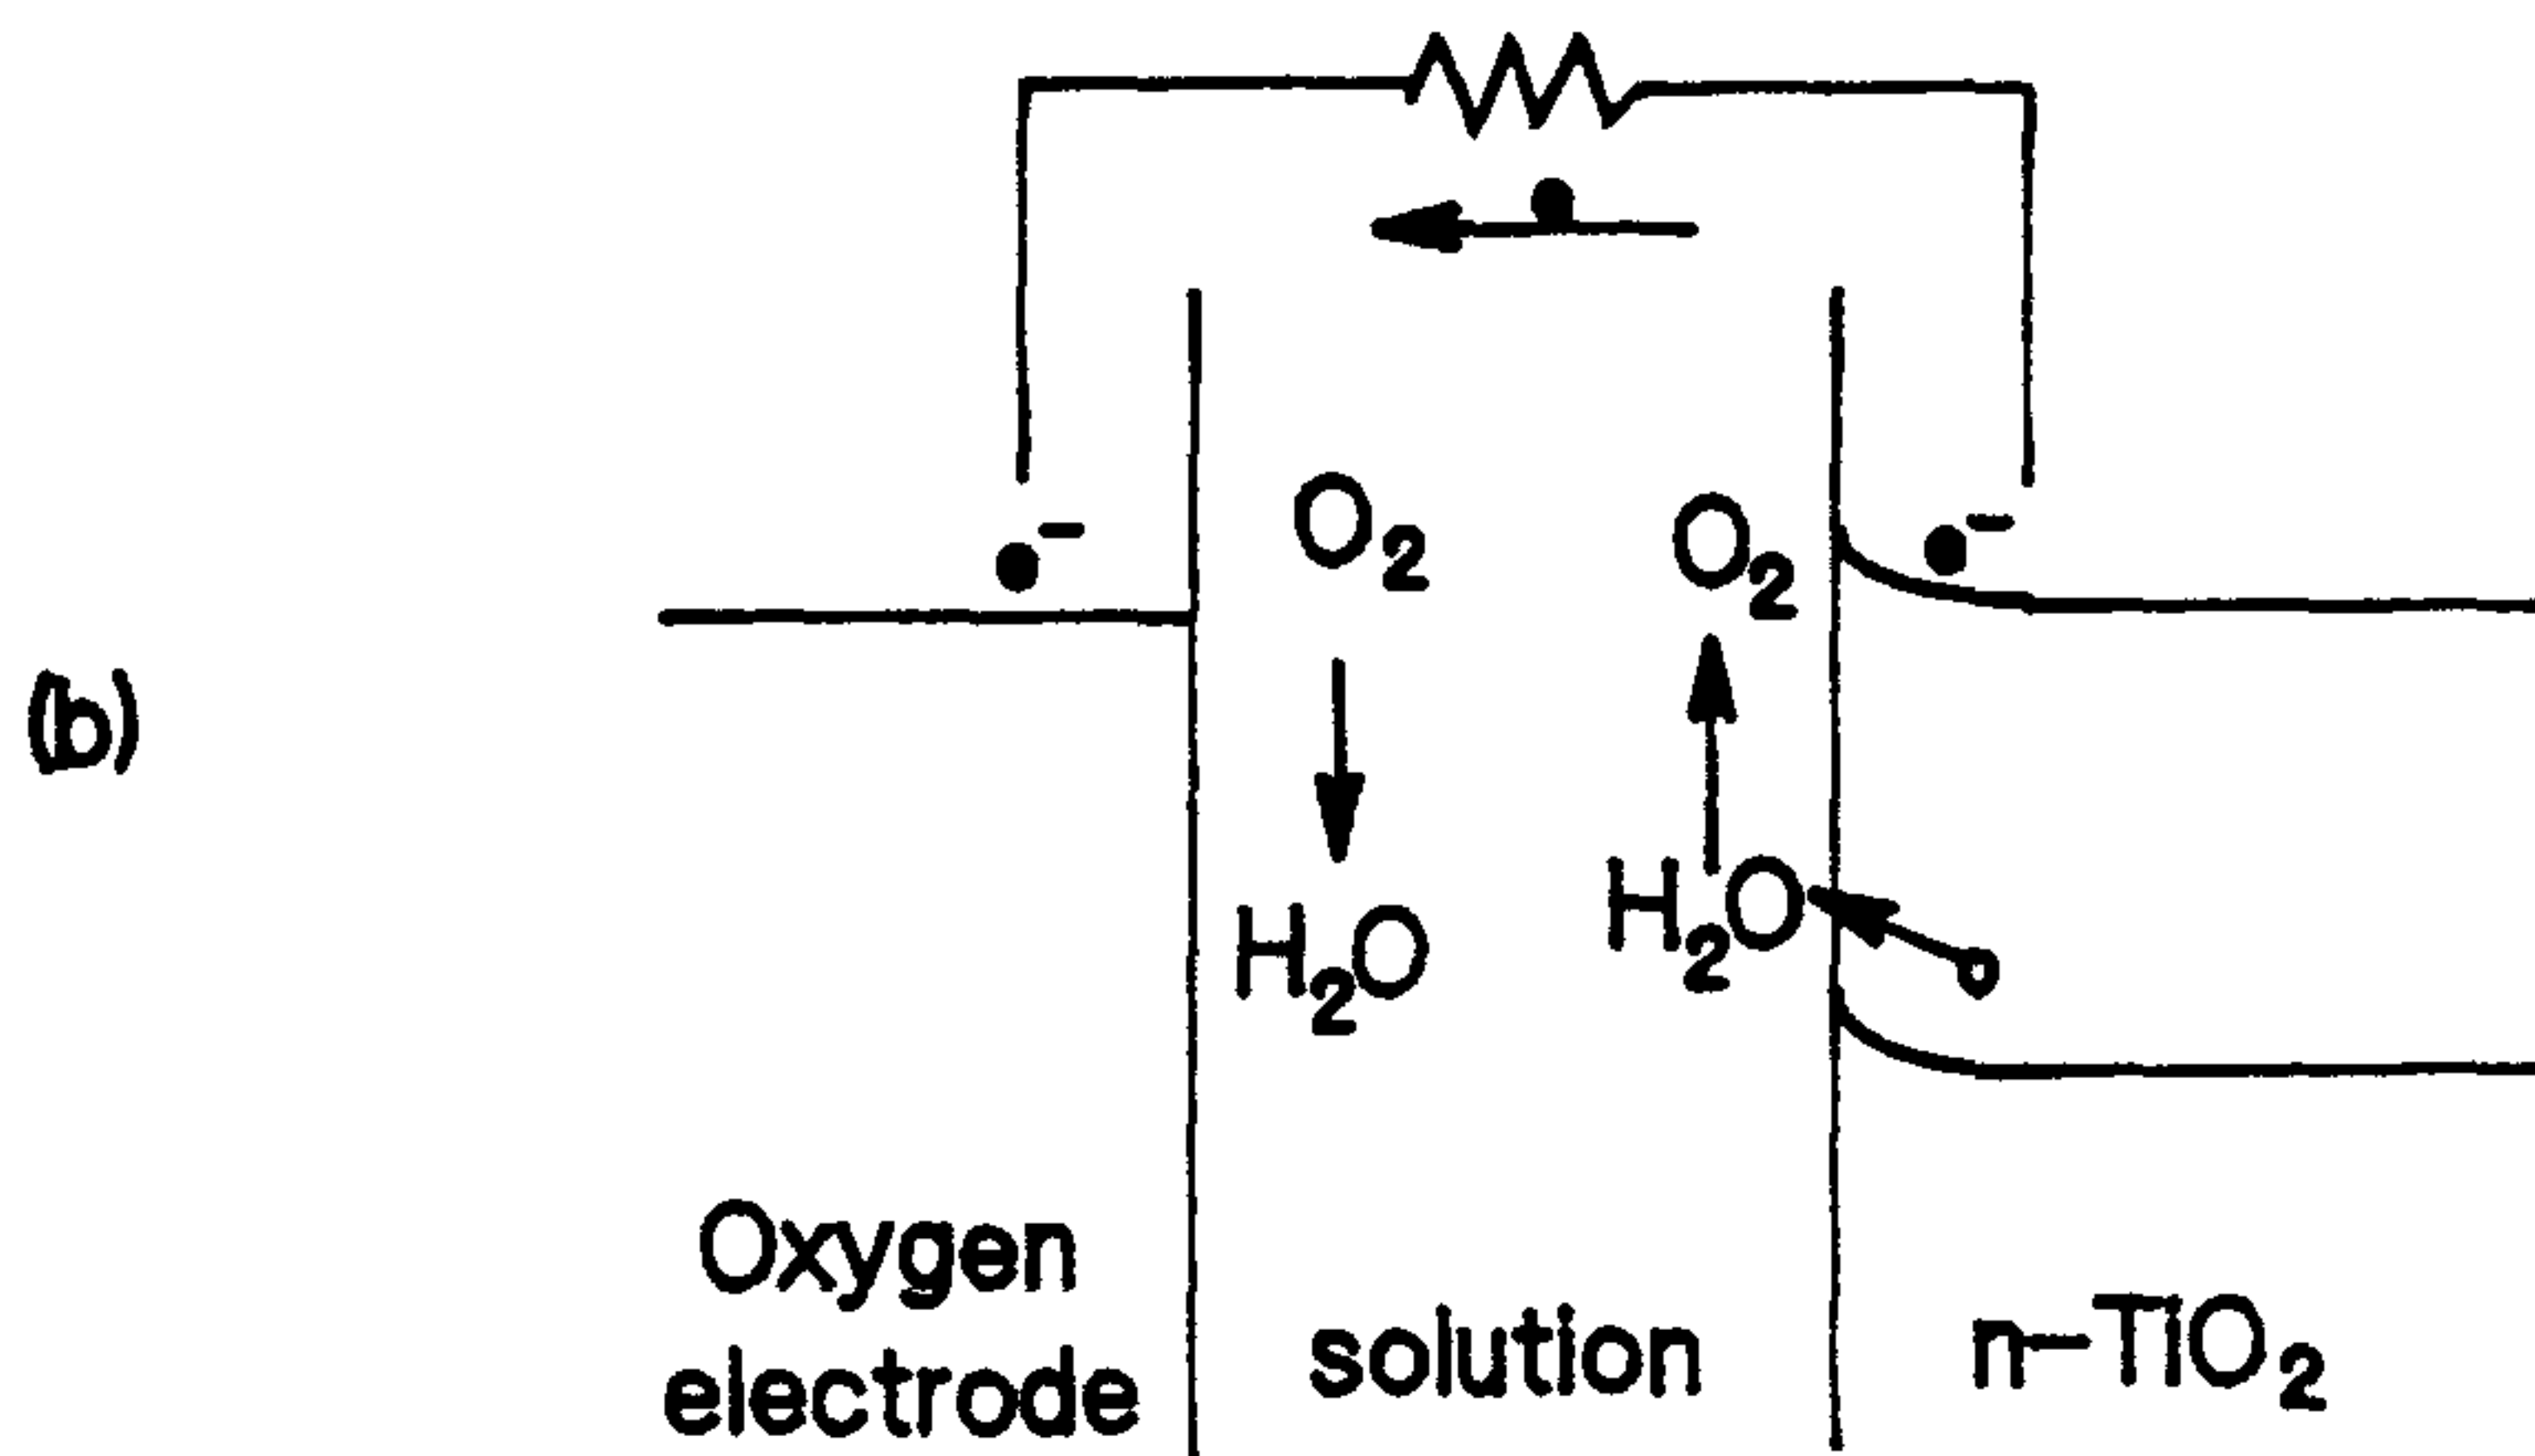 (b)
●⁻
O₂
H₂O
O₂
H₂O
●⁻
Oxygen
electrode
solution
n-TiO₂